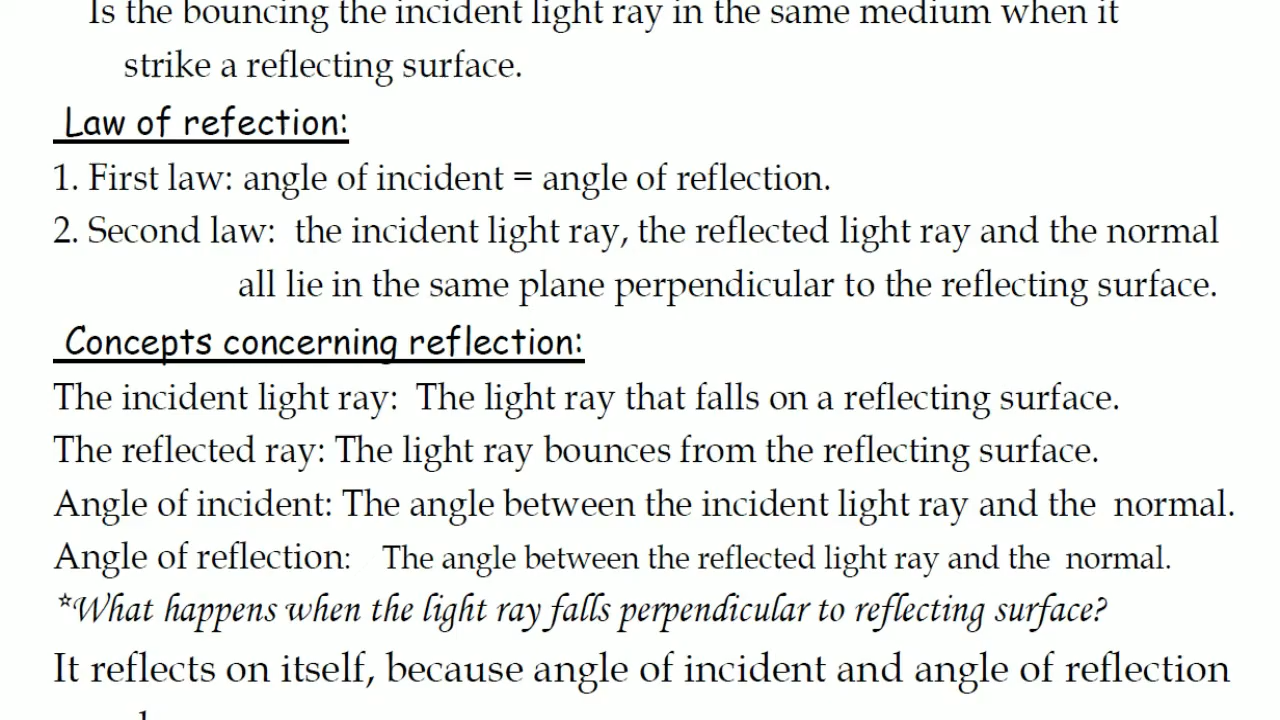 Is the bouncing the incident light ray in the same medium when it
strike a reflecting surface.
Law of refection:
1. First law: angle of incident = angle of reflection.
2. Second law: the incident light ray, the reflected light ray and the normal
all lie in the same plane perpendicular to the reflecting surface.
Concepts concerning reflection:
The incident light ray: The light ray that falls on a reflecting surface.
The reflected ray: The light ray bounces from the reflecting surface.
Angle of incident: The angle between the incident light ray and the normal.
Angle of reflection: The angle between the reflected light ray and the normal.
*What happens when the light ray falls perpendicular to reflecting surface?
It reflects on itself, because angle of incident and angle of reflection